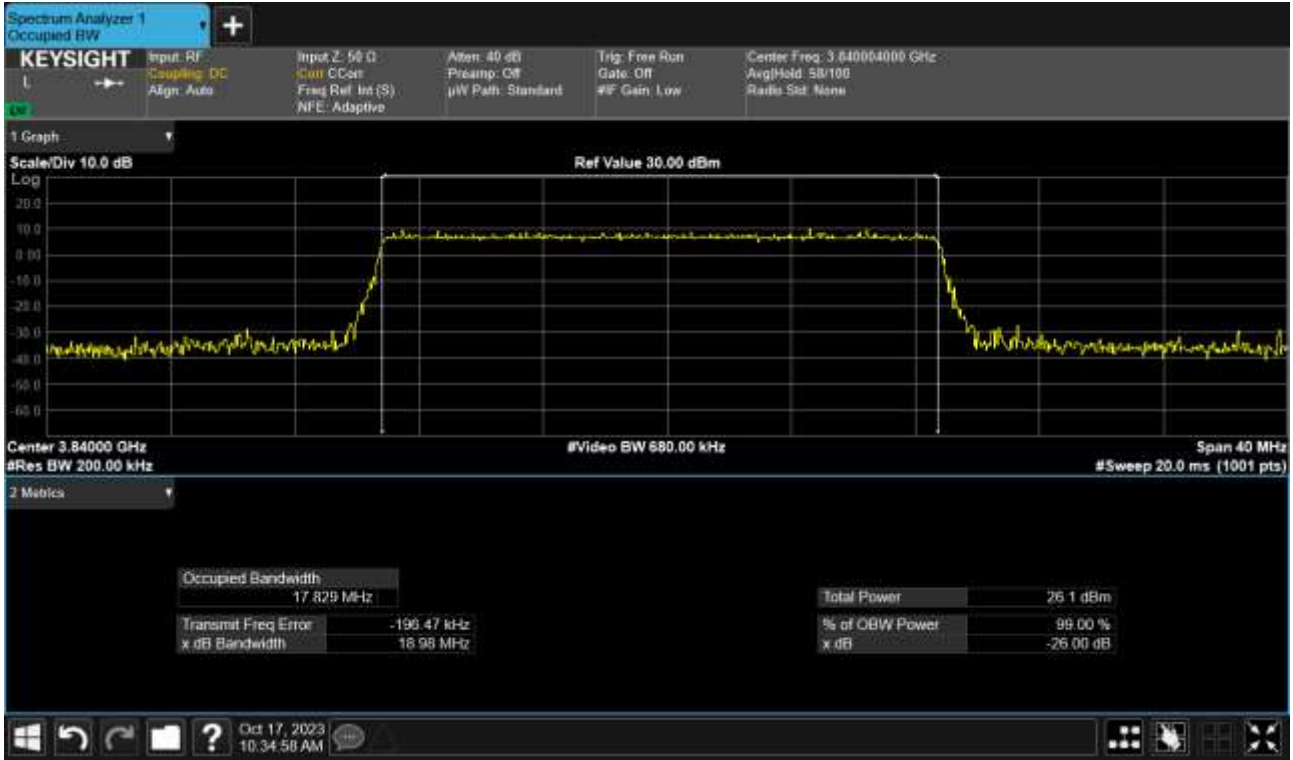 Spectrum Analyzer 1
Occupied BW
+
KEYSIGHT
L
Input: RF
Coupling: DC
Align: Auto
Input Z: 50 Ω
Corr CCorr
Freq Ref: Int (S)
NFE: Adaptive
Atten: 40 dB
Preamp: Off
µW Path: Standard
Trig: Free Run
Gate: Off
#IF Gain: Low
Center Freq: 3.840004000 GHz
Avg|Hold: 58/100
Radio Std: None
1 Graph
Scale/Div 10.0 dB
Ref Value 30.00 dBm
Log
20.0
10.0
0.00
-10.0
-20.0
-30.0
-40.0
-50.0
-60.0
Center 3.84000 GHz
#Video BW 680.00 kHz
Span 40 MHz
#Res BW 200.00 kHz
#Sweep 20.0 ms (1001 pts)
2 Metrics
Occupied Bandwidth
17.829 MHz
Total Power 26.1 dBm
Transmit Freq Error -196.47 kHz
% of OBW Power 99.00 %
x dB Bandwidth 18.98 MHz
x dB -26.00 dB
?
Oct 17, 2023
10:34:58 AM